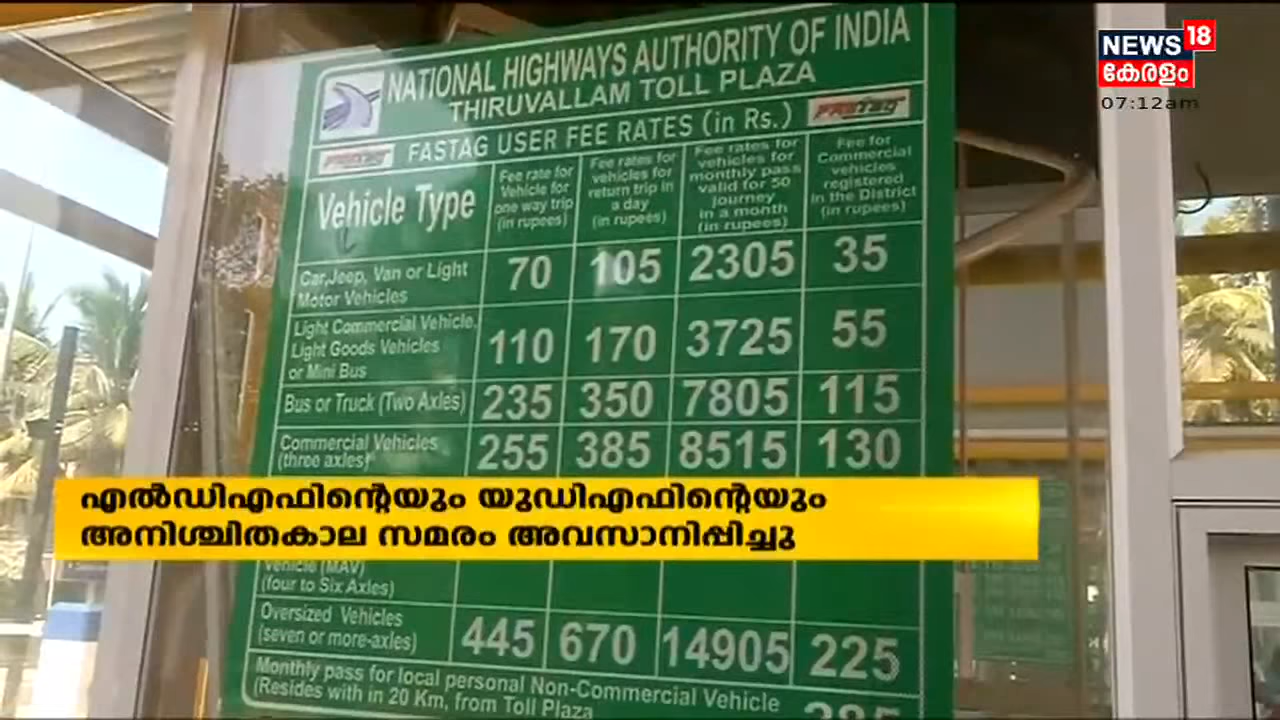 NATIONAL HIGHWAYS AUTHORITY OF INDIA
THIRUVALLAM TOLL PLAZA
FASTAG USER FEE RATES (in Rs.)
Vehicle Type
Fee rate for
Vehicle for
one way trip
(in rupees)
Fee rates for
vehicles for
return trip in
a day
(in rupees)
Fee rates for
vehicles for
monthly pass
valid for 50
Journey
in a month
(in rupees)
Fee for
Commercial
vehicles
registered
in the District
(in rupees)
Car,Jeep, Van or Light
Motor Vehicles
70 105 2305 35
Light Commercial Vehicle,
Light Goods Vehicles
or Mini Bus
110 170 3725 55
Bus or Truck (Two Axles) 235 350 7805 115
Commercial Vehicles
(three axles)
255 385 8515 130
Vehicle (MAV)
(four to Six Axles)
Oversized Vehicles
(seven or more-axles)
445 670 14905 225
Monthly pass for local personal Non-Commercial Vehicle
(Resides with in 20 Km, from Toll Plaza
NEWS 18
കേരളം
07:12am
എൽഡിഎഫിന്റെയും യുഡിഎഫിന്റെയും
അനിശ്ചിതകാല സമരം അവസാനിപ്പിച്ചു